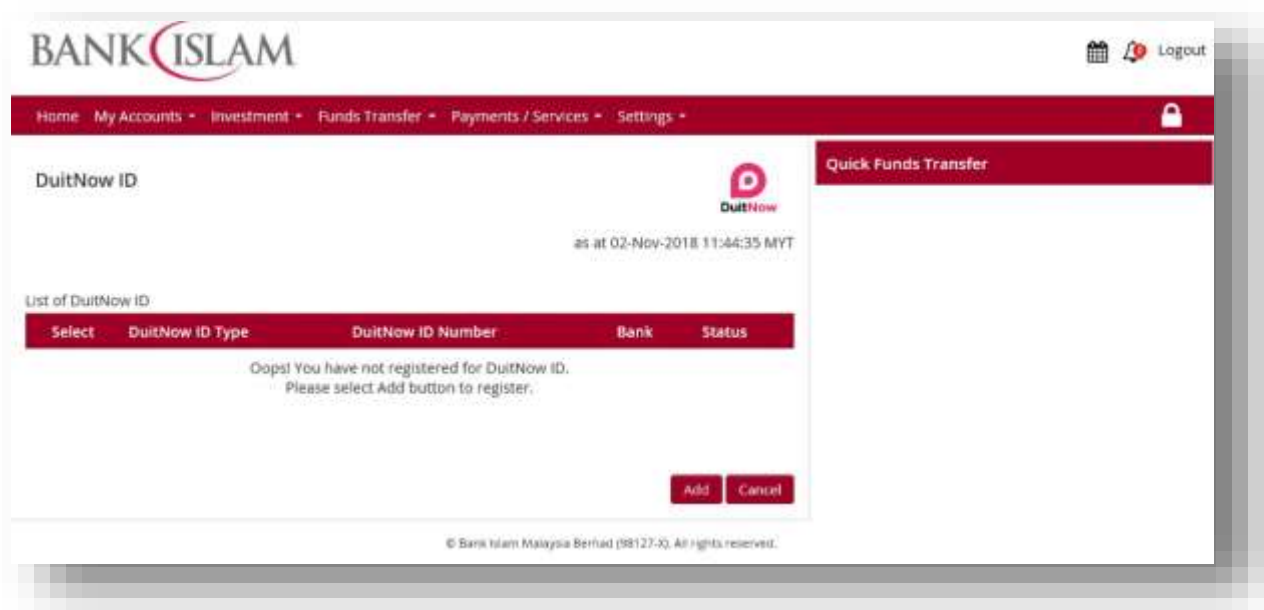 BANK ISLAM
Logout
Home My Accounts Investment Funds Transfer Payments / Services Settings
DuitNow ID
DuitNow
as at 02-Nov-2018 11:44:35 MYT
List of DuitNow ID
Select DuitNow ID Type DuitNow ID Number Bank Status
Oops! You have not registered for DuitNow ID.
Please select Add button to register.
Add Cancel
Quick Funds Transfer
© Bank Islam Malaysia Berhad (98127-X). All rights reserved.